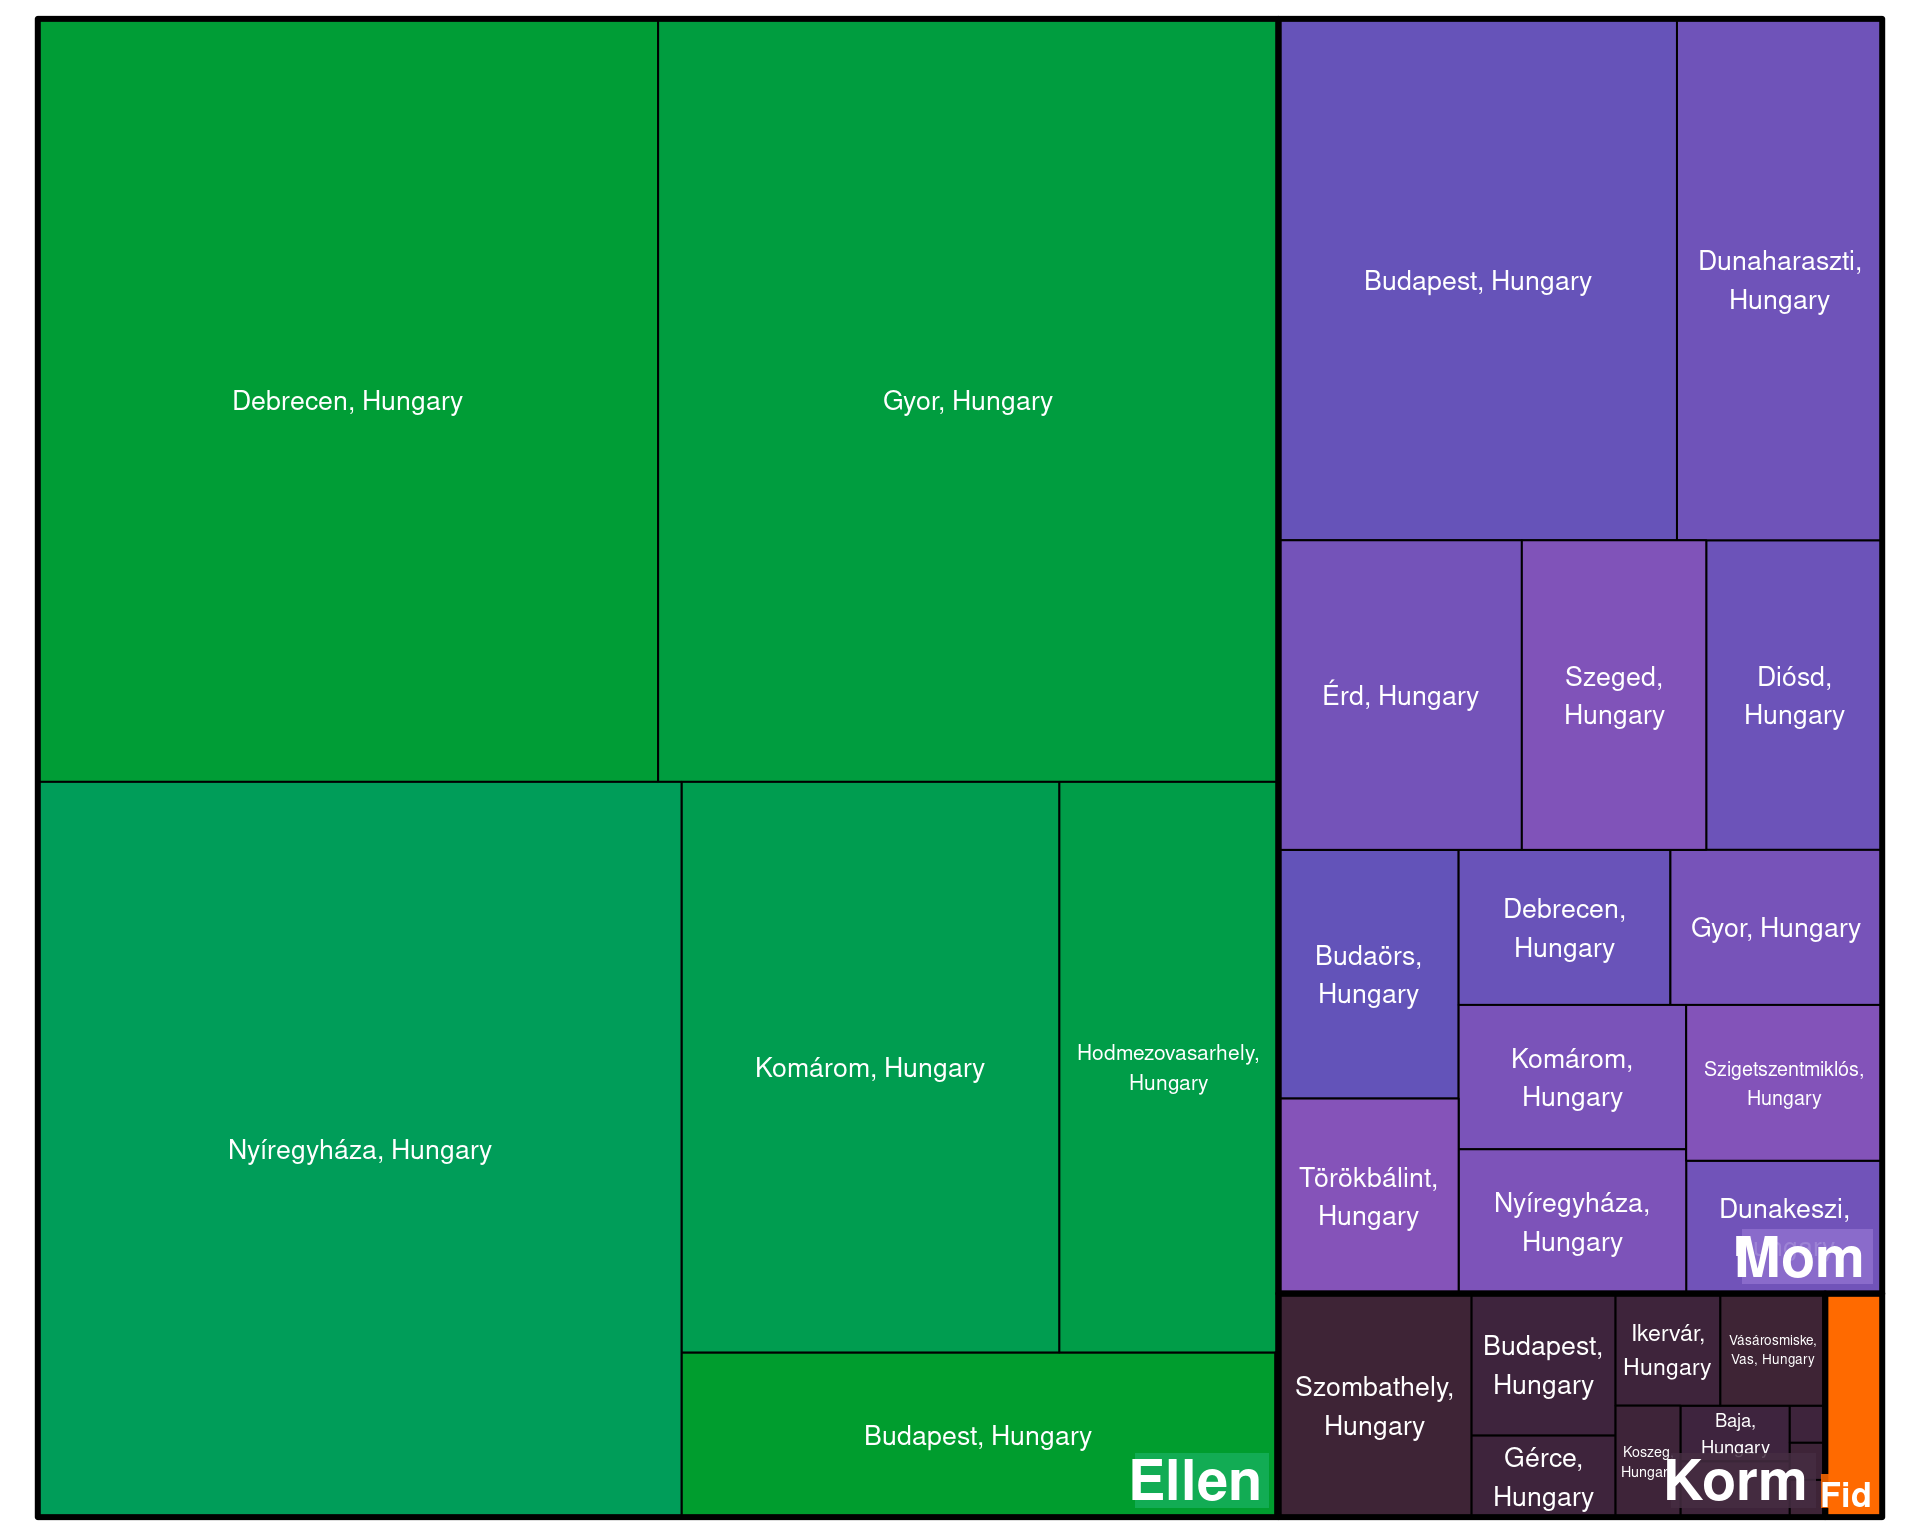 Debrecen, Hungary
Gyor, Hungary
Nyíregyháza, Hungary
Komárom, Hungary
Hodmezovasarhely,
Hungary
Budapest, Hungary
Ellen
Budapest, Hungary
Dunaharaszti,
Hungary
Érd, Hungary
Szeged,
Hungary
Diósd,
Hungary
Budaörs,
Hungary
Debrecen,
Hungary
Gyor, Hungary
Komárom,
Hungary
Szigetszentmiklós,
Hungary
Törökbálint,
Hungary
Nyíregyháza,
Hungary
Dunakeszi,
Mom
Szombathely,
Hungary
Budapest,
Hungary
Gérce,
Hungary
Ikervár,
Hungary
Vásárosmiske,
Vas, Hungary
Koszeg
Hungar
Baja,
Hungary
Korm
Fid